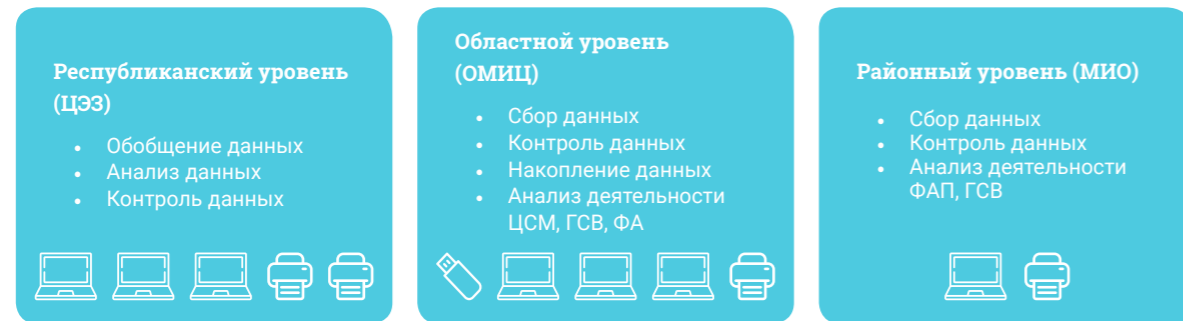 Республиканский уровень
(ЦЭЗ)
• Обобщение данных
• Анализ данных
• Контроль данных
Областной уровень
(ОМИЦ)
• Сбор данных
• Контроль данных
• Накопление данных
• Анализ деятельности
ЦСМ, ГСВ, ФА
Районный уровень (МИО)
• Сбор данных
• Контроль данных
• Анализ деятельности
ФАП, ГСВ